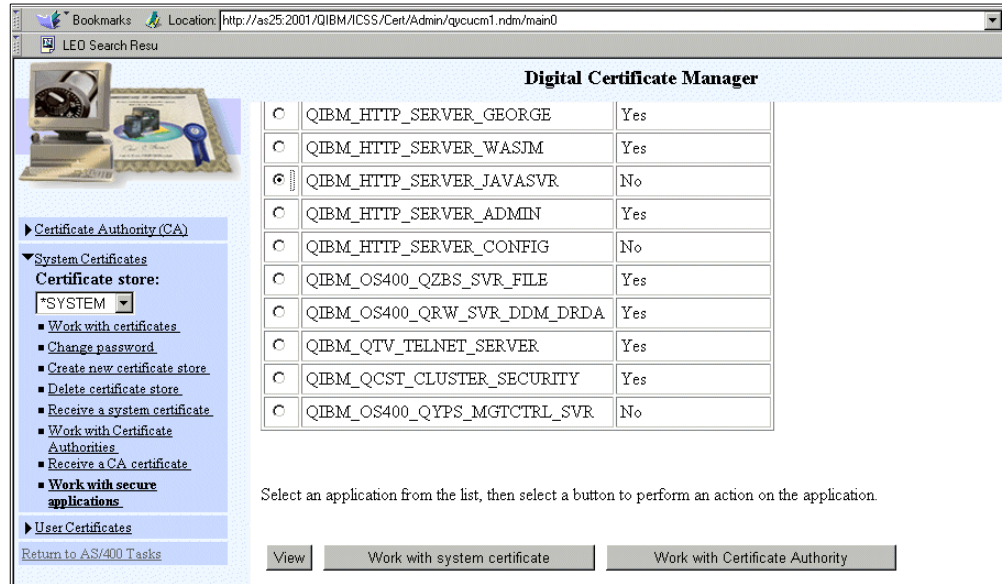 Bookmarks Location: http://as25:2001/QIBM/ICSS/Cert/Admin/qycucm1.ndm/main0
LEO Search Resu
Digital Certificate Manager
Certificate Authority (CA)
System Certificates
Certificate store:
*SYSTEM
Work with certificates
Change password
Create new certificate store
Delete certificate store
Receive a system certificate
Work with Certificate
Authorities
Receive a CA certificate
Work with secure
applications
User Certificates
Return to AS/400 Tasks
QIBM_HTTP_SERVER_GEORGE Yes
QIBM_HTTP_SERVER_WASJM Yes
QIBM_HTTP_SERVER_JAVASVR No
QIBM_HTTP_SERVER_ADMIN Yes
QIBM_HTTP_SERVER_CONFIG No
QIBM_OS400_QZBS_SVR_FILE Yes
QIBM_OS400_QRW_SVR_DDM_DRDA Yes
QIBM_QTV_TELNET_SERVER Yes
QIBM_QCST_CLUSTER_SECURITY Yes
QIBM_OS400_QYPS_MGTCTRL_SVR No
Select an application from the list, then select a button to perform an action on the application.
View Work with system certificate Work with Certificate Authority